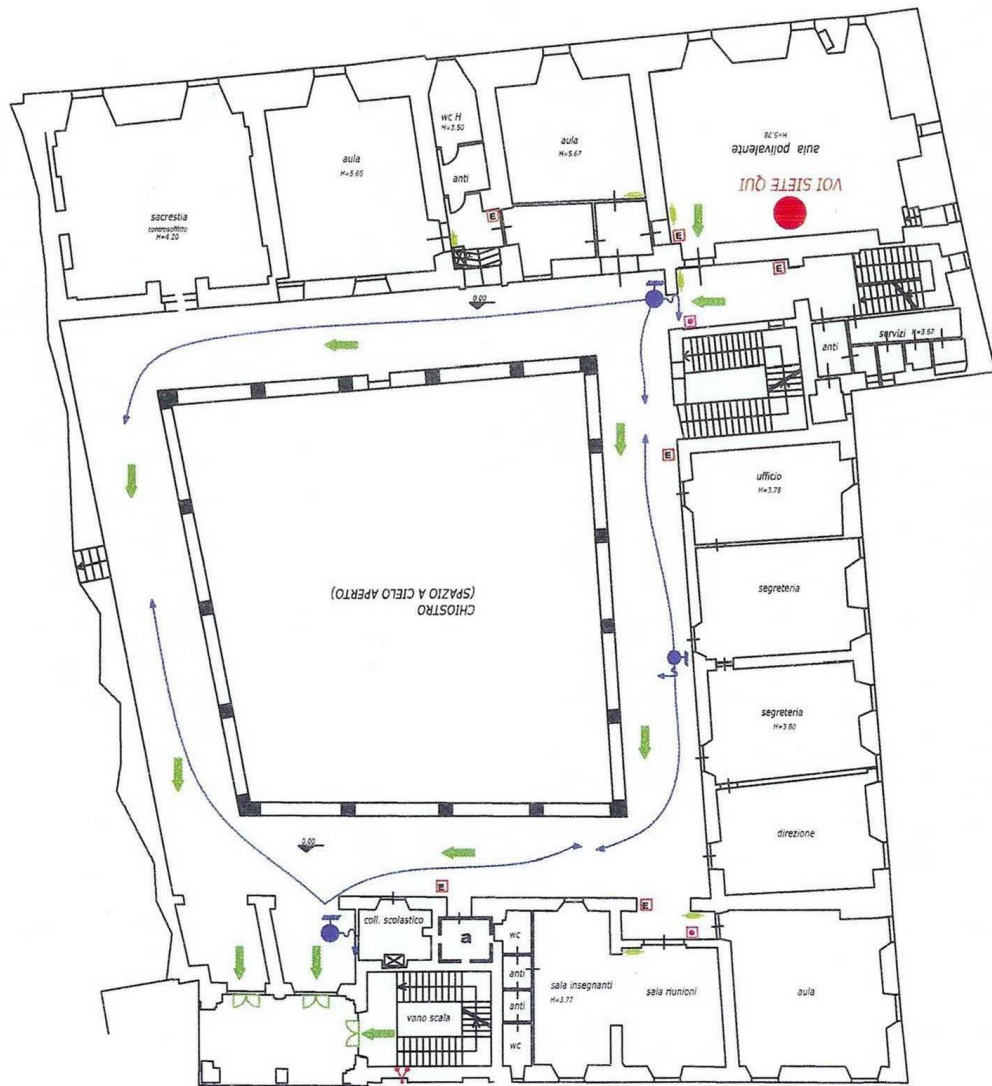 wc H
H=3.50
aula
H=5.67
H=5.78
aula polivalente
VOI SIETE QUI
aula
H=5.65
anti
sacrestia
controsoffitto
H=4.20
E
E
E
0.00
servizi H=3.67
anti
E
ufficio
H=3.78
segreteria
CHIOSTRO
(SPAZIO A CIELO APERTO)
segreteria
H=3.80
direzione
0.00
E
E
coll. scolastico
a
wc
anti
sala insegnanti
H=3.77
sala riunioni
aula
anti
vano scala
wc